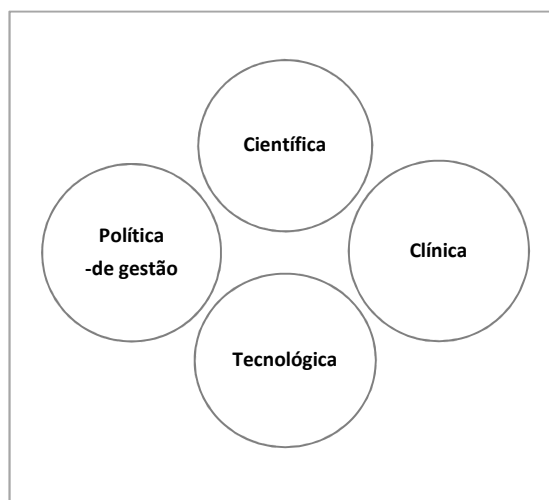 Científica
Política
-de gestão
Clínica
Tecnológica